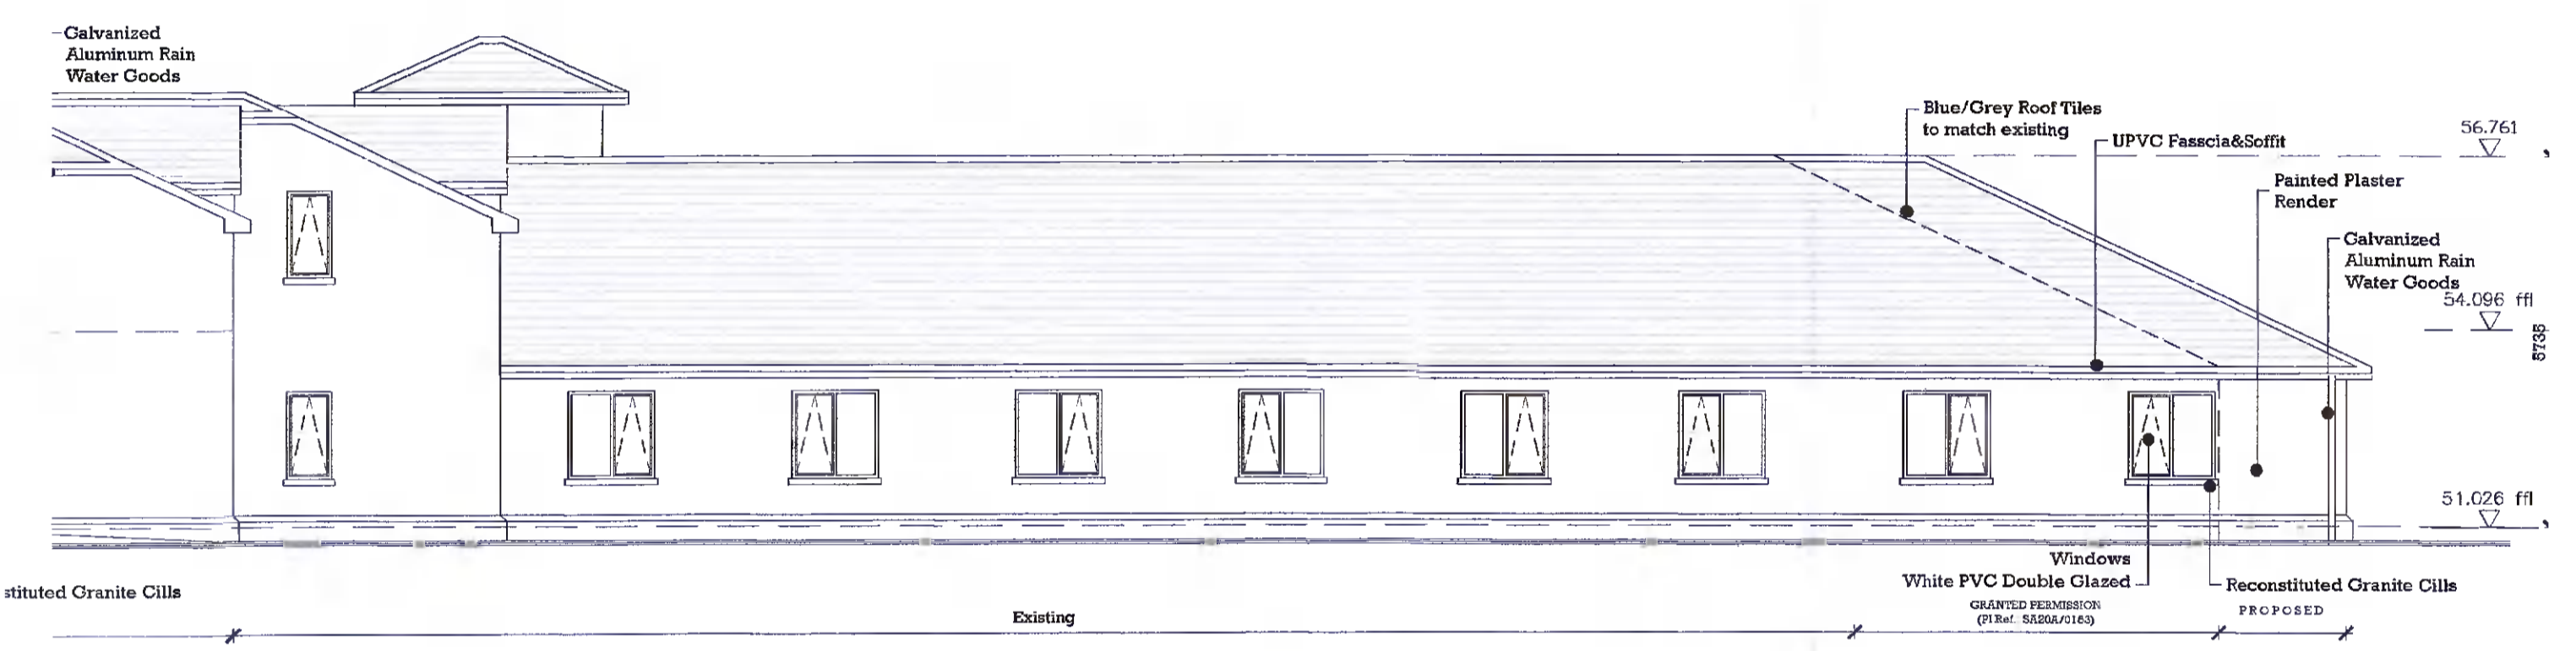 Galvanized
Aluminum Rain
Water Goods
Blue/Grey Roof Tiles
to match existing
UPVC Fasscia&Soffit
56.761
Painted Plaster
Render
Galvanized
Aluminum Rain
Water Goods
54.096 ffl
5735
51.026 ffl
Windows
White PVC Double Glazed
GRANTED PERMISSION
(Pl Ref. SA20A/0163)
Reconstituted Granite Cills
PROPOSED
stituted Granite Cills
Existing